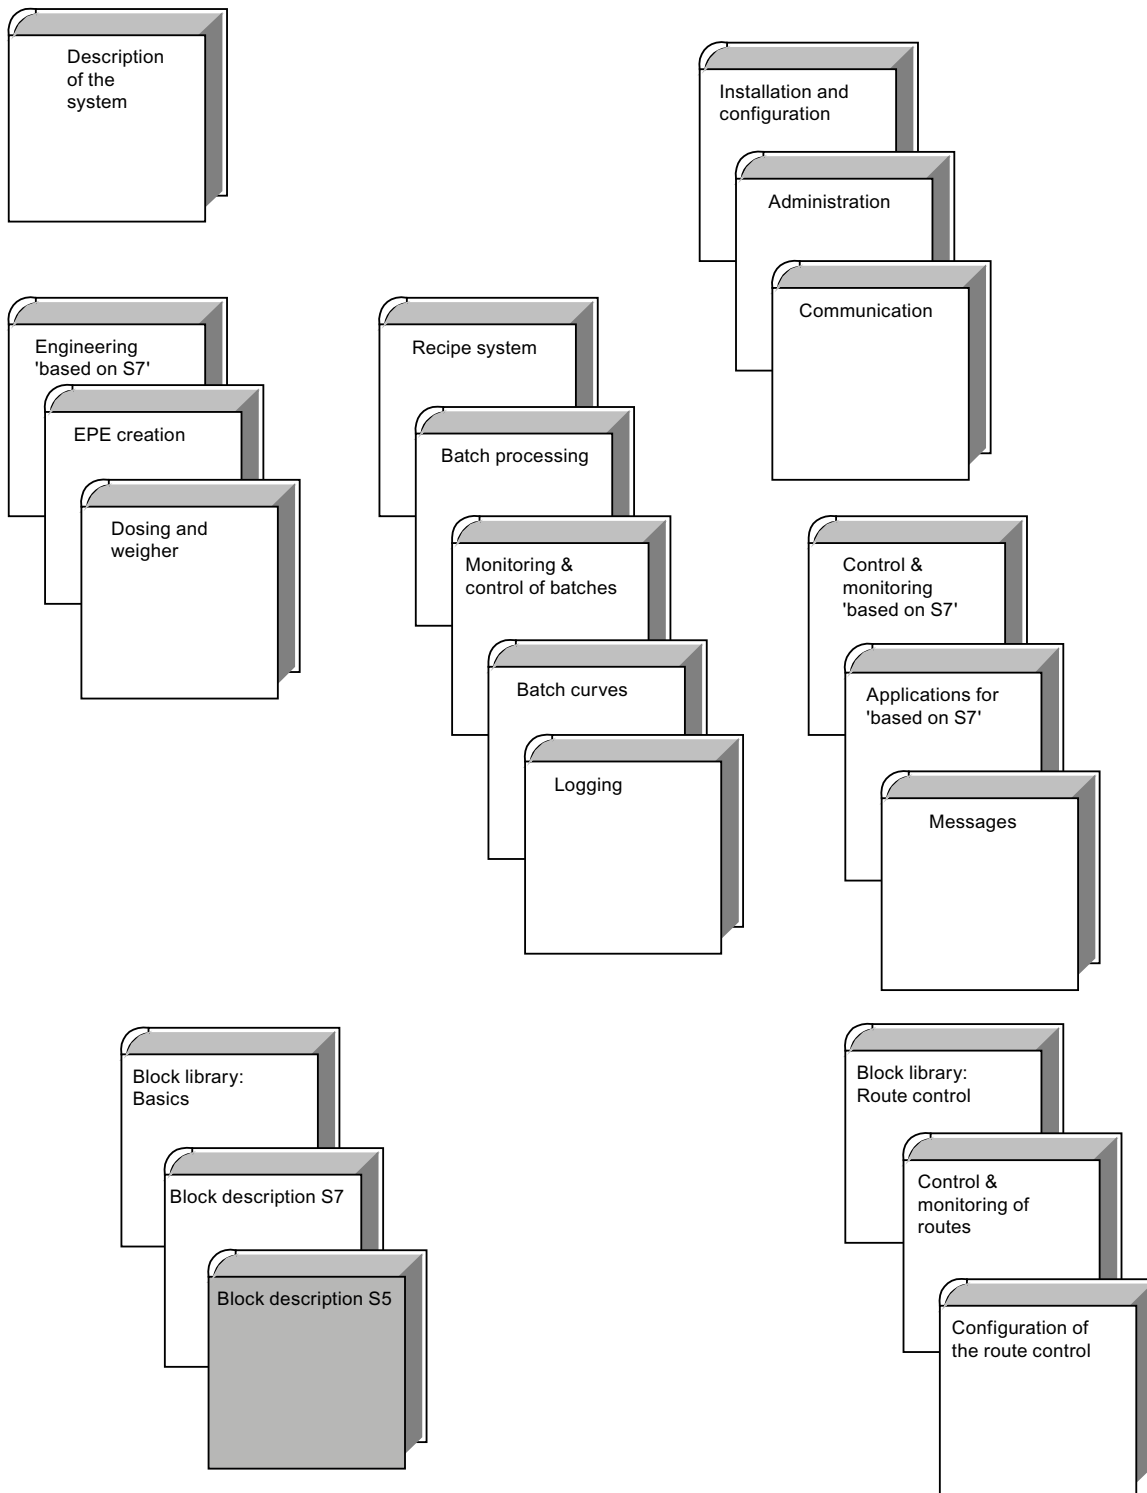 Description
of the
system
Installation and
configuration
Administration
Communication
Engineering
'based on S7'
EPE creation
Dosing and
weigher
Recipe system
Batch processing
Monitoring &
control of batches
Batch curves
Logging
Control &
monitoring
'based on S7'
Applications for
'based on S7'
Messages
Block library:
Basics
Block description S7
Block description S5
Block library:
Route control
Control &
monitoring of
routes
Configuration of
the route control